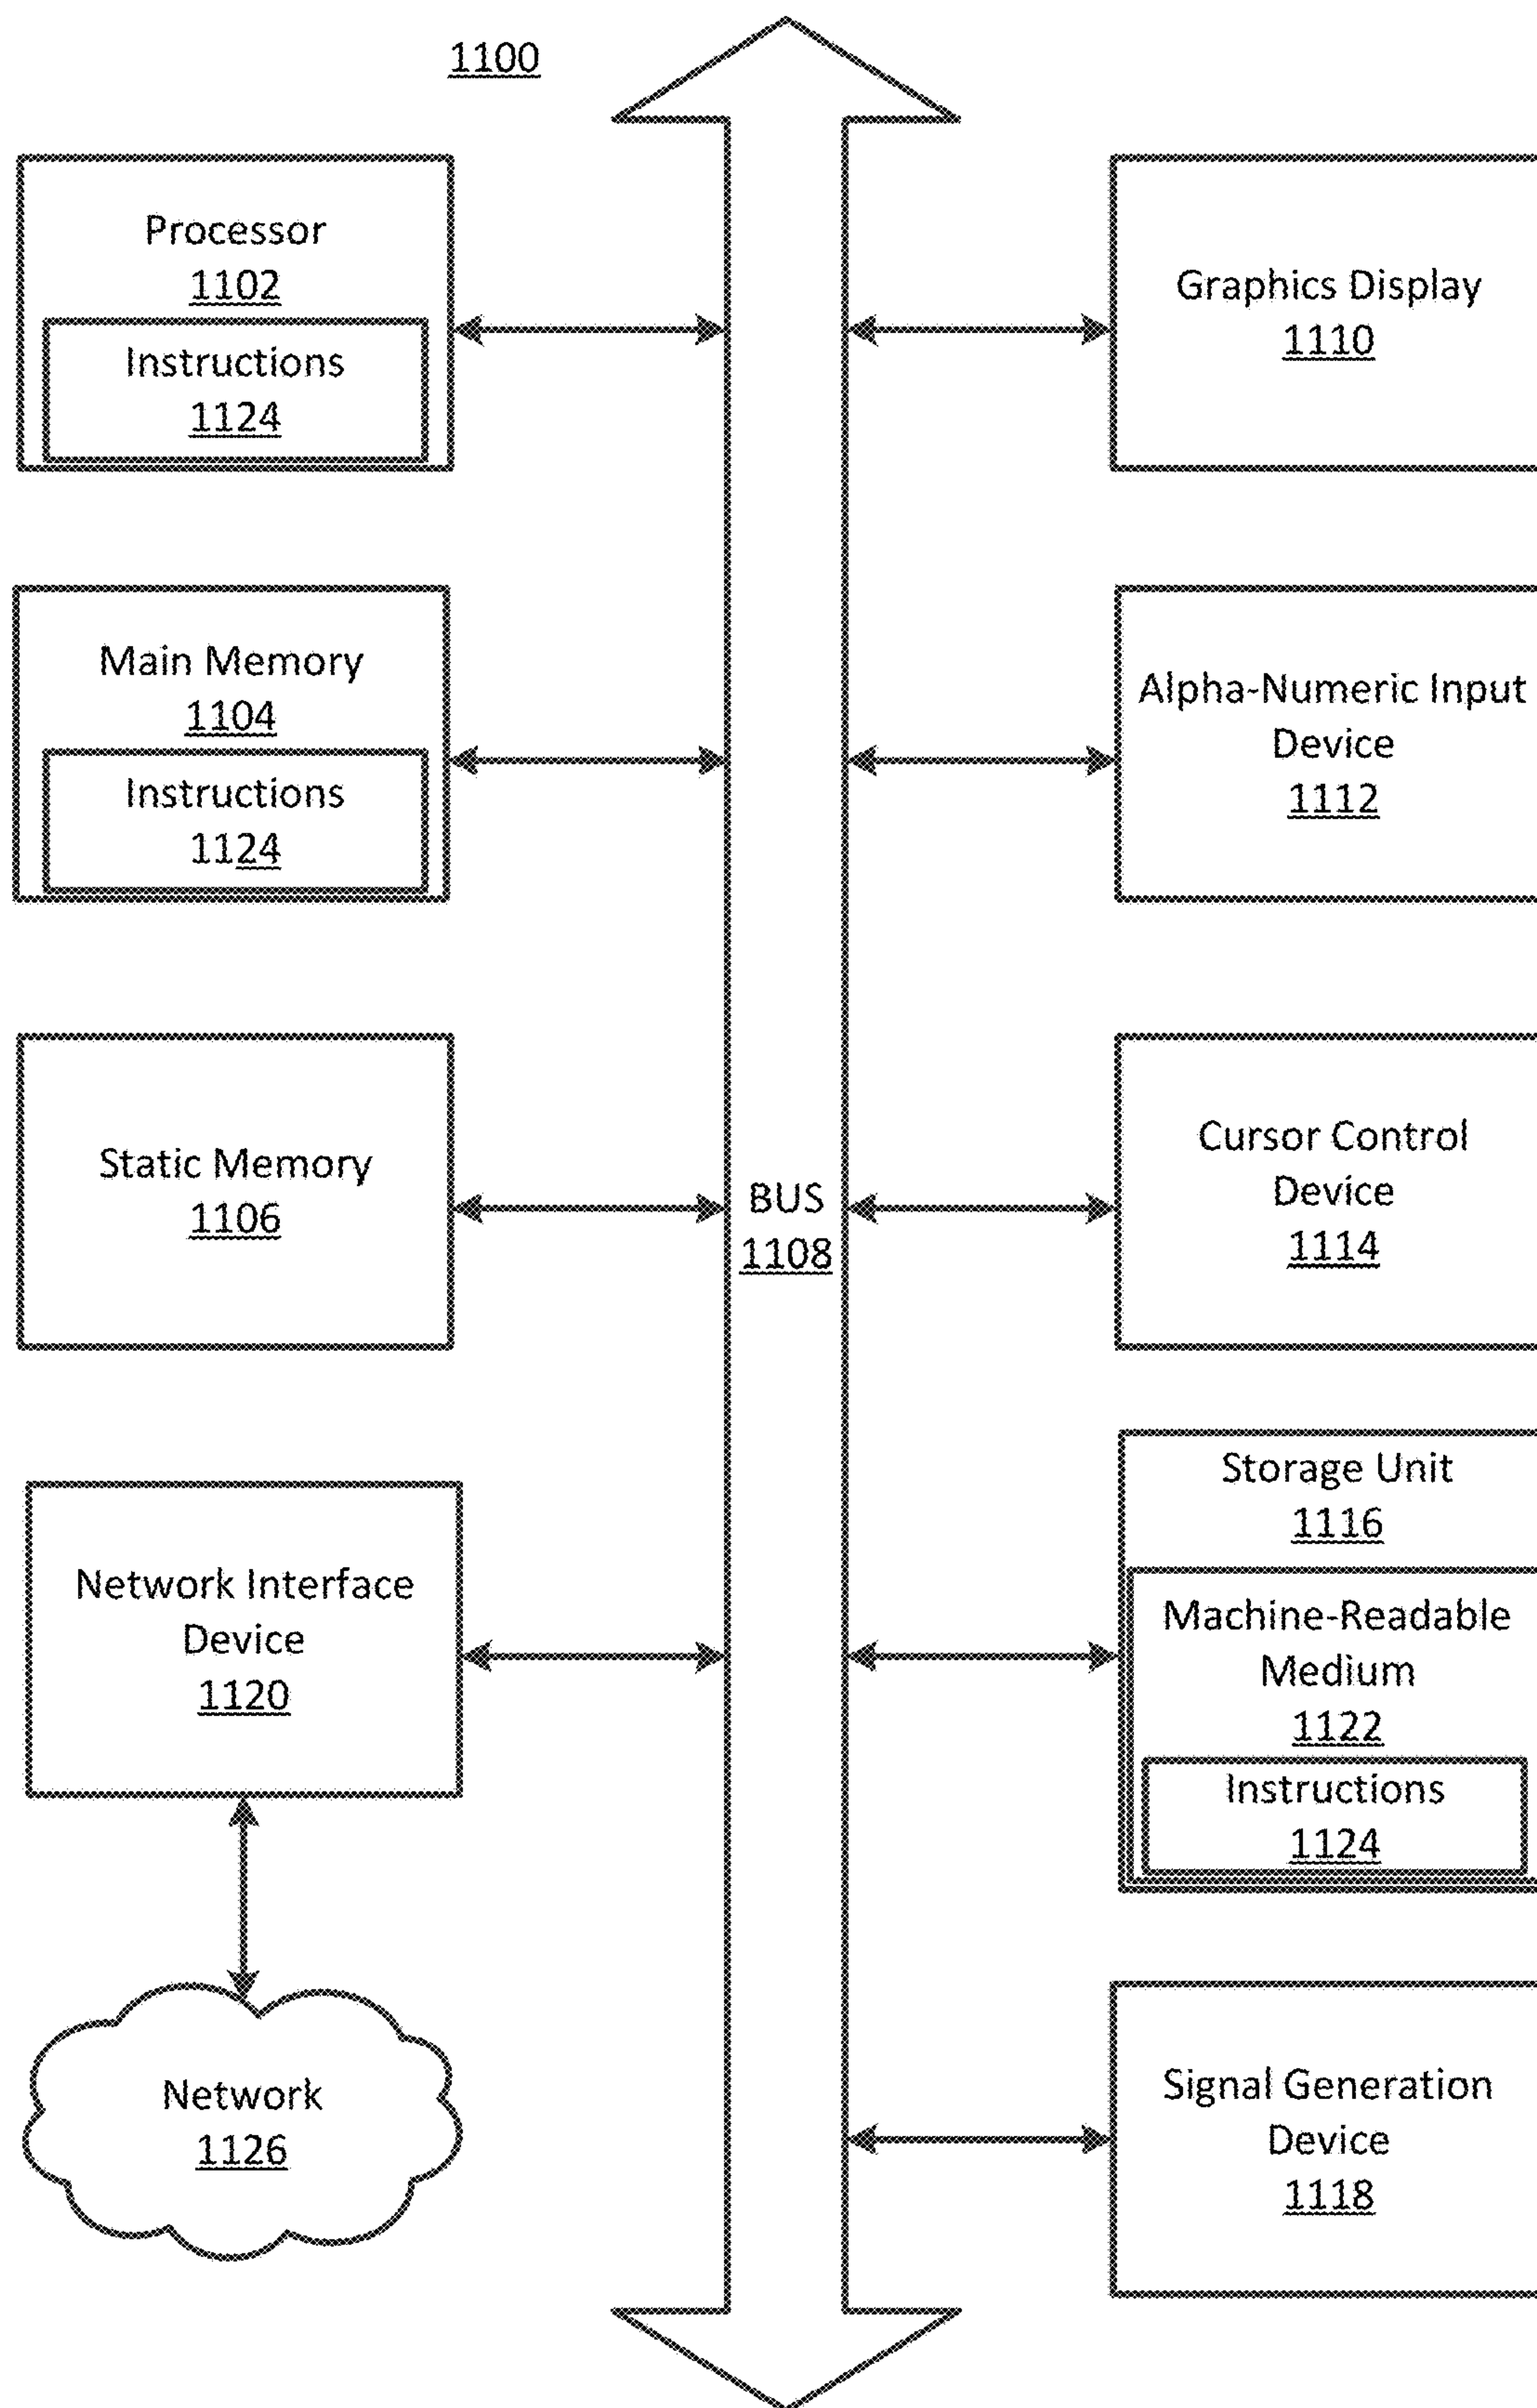 1100
Processor
1102
Instructions
1124
Main Memory
1104
Instructions
1124
Static Memory
1106
Network Interface
Device
1120
Network
1126
BUS
1108
Graphics Display
1110
Alpha-Numeric Input
Device
1112
Cursor Control
Device
1114
Storage Unit
1116
Machine-Readable
Medium
1122
Instructions
1124
Signal Generation
Device
1118